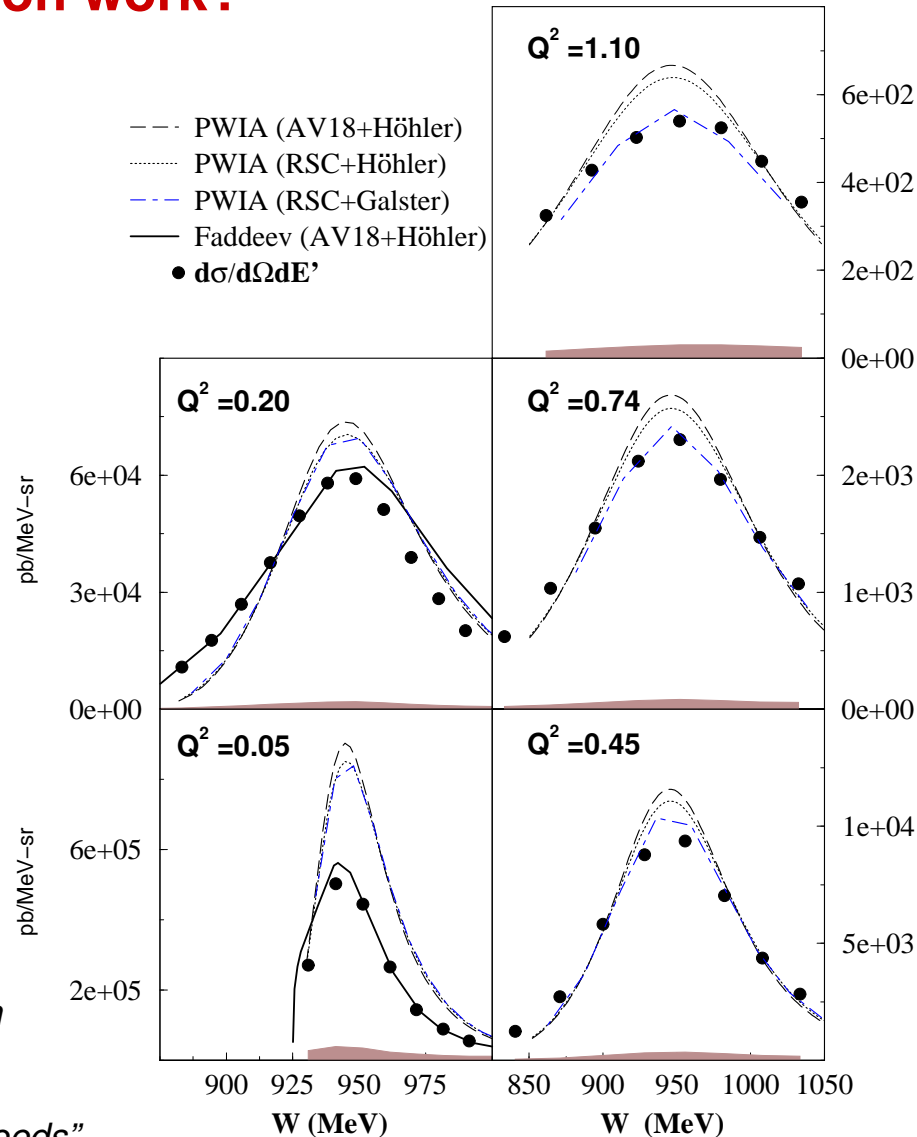 work?
Q² =1.10
PWIA (AV18+Höhler)
PWIA (RSC+Höhler)
PWIA (RSC+Galster)
Faddeev (AV18+Höhler)
dσ/dΩdE'
6e+02
4e+02
2e+02
0e+00
Q² =0.20
Q² =0.74
6e+04
3e+04
0e+00
pb/MeV−sr
2e+03
1e+03
0e+00
Q² =0.05
Q² =0.45
6e+05
2e+05
pb/MeV−sr
1e+04
5e+03
900 925 950 975
850 900 950 1000 1050
W (MeV)
W (MeV)